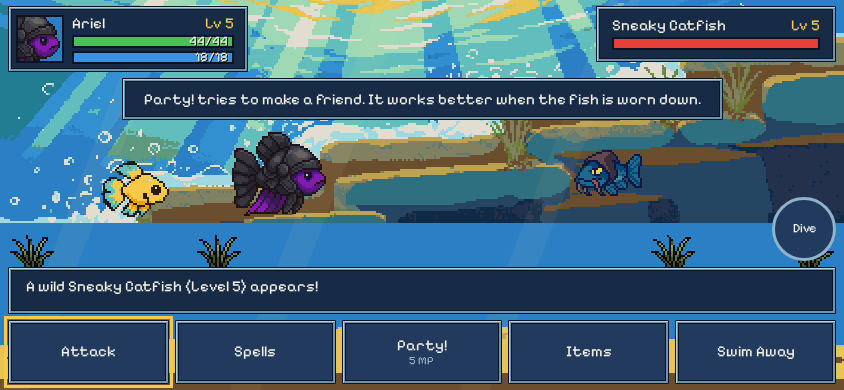 Ariel
Lv 5
44/44
18/18
Sneaky Catfish
Lv 5
Party! tries to make a friend. It works better when the fish is worn down.
Dive
A wild Sneaky Catfish (Level 5) appears!
Attack
Spells
Party!
5 MP
Items
Swim Away